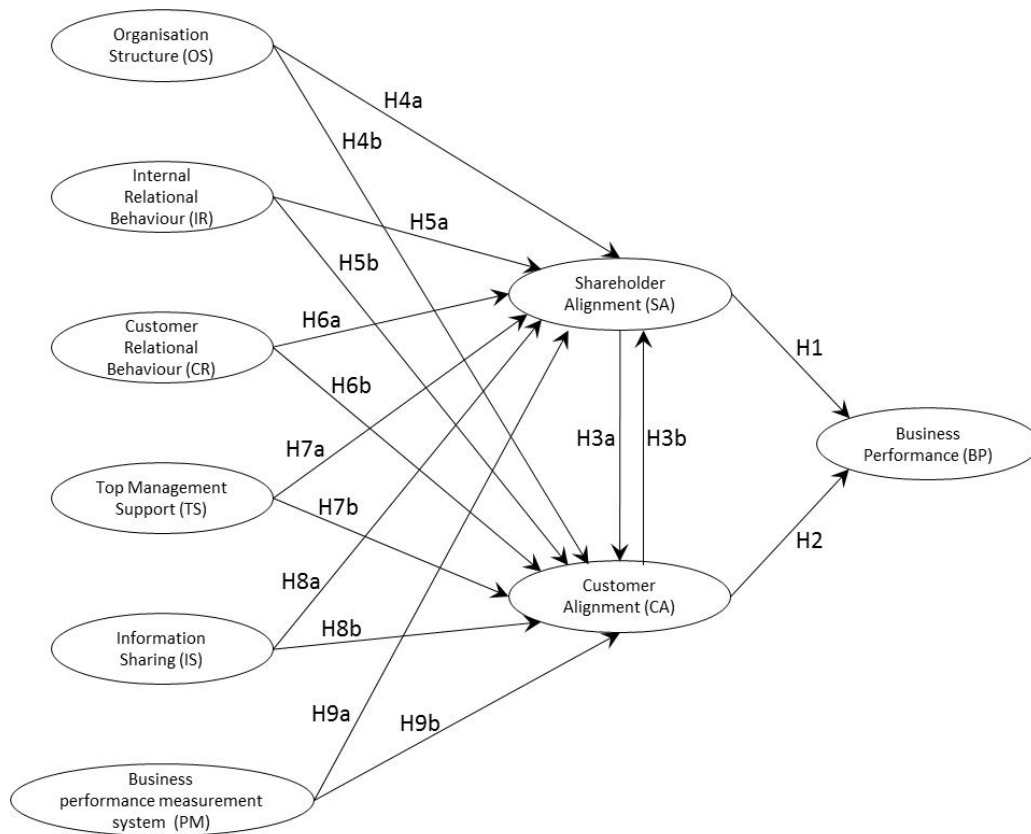 Organisation
Structure (OS)
H4a
H4b
Internal
Relational
Behaviour (IR)
H5a
H5b
Shareholder
Alignment (SA)
Customer
Relational
Behaviour (CR)
H6a
H6b
H1
H3a
H3b
Business
Performance (BP)
H7a
Top Management
Support (TS)
H7b
H2
H8a
Customer
Alignment (CA)
Information
Sharing (IS)
H8b
H9a
H9b
Business
performance measurement
system (PM)